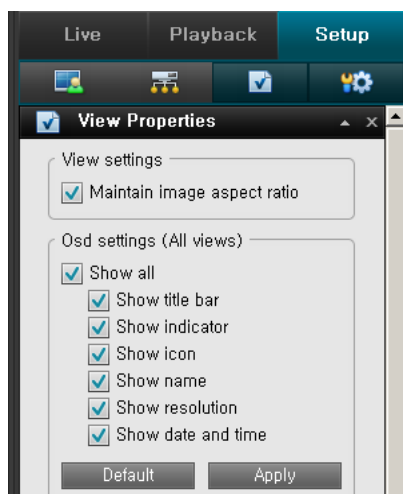 Live Playback Setup
View Properties
View settings
Maintain image aspect ratio
Osd settings (All views)
Show all
Show title bar
Show indicator
Show icon
Show name
Show resolution
Show date and time
Default Apply